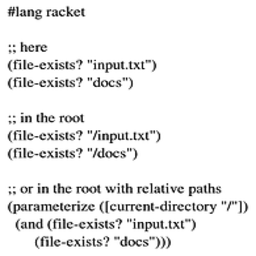 #lang racket
;; here
(file-exists? "input.txt")
(file-exists? "docs")
;; in the root
(file-exists? "/input.txt")
(file-exists? "/docs")
;; or in the root with relative paths
(parameterize ([current-directory "/"])
(and (file-exists? "input.txt")
(file-exists? "docs")))